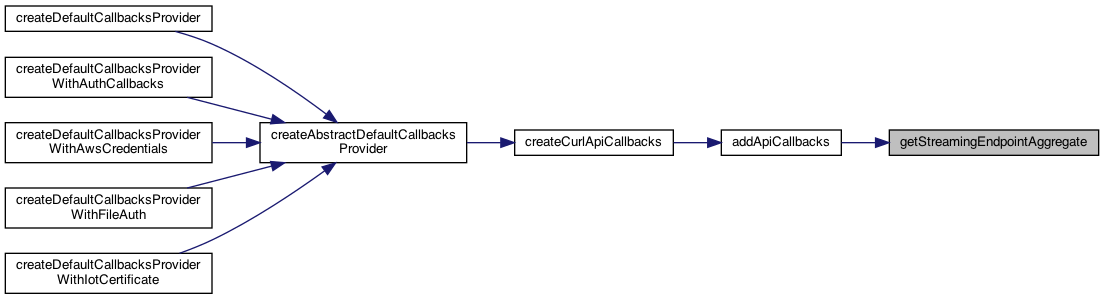 createDefaultCallbacksProvider
createDefaultCallbacksProvider
WithAuthCallbacks
createDefaultCallbacksProvider
WithAwsCredentials
createDefaultCallbacksProvider
WithFileAuth
createDefaultCallbacksProvider
WithIotCertificate
createAbstractDefaultCallbacks
Provider
createCurlApiCallbacks
addApiCallbacks
getStreamingEndpointAggregate